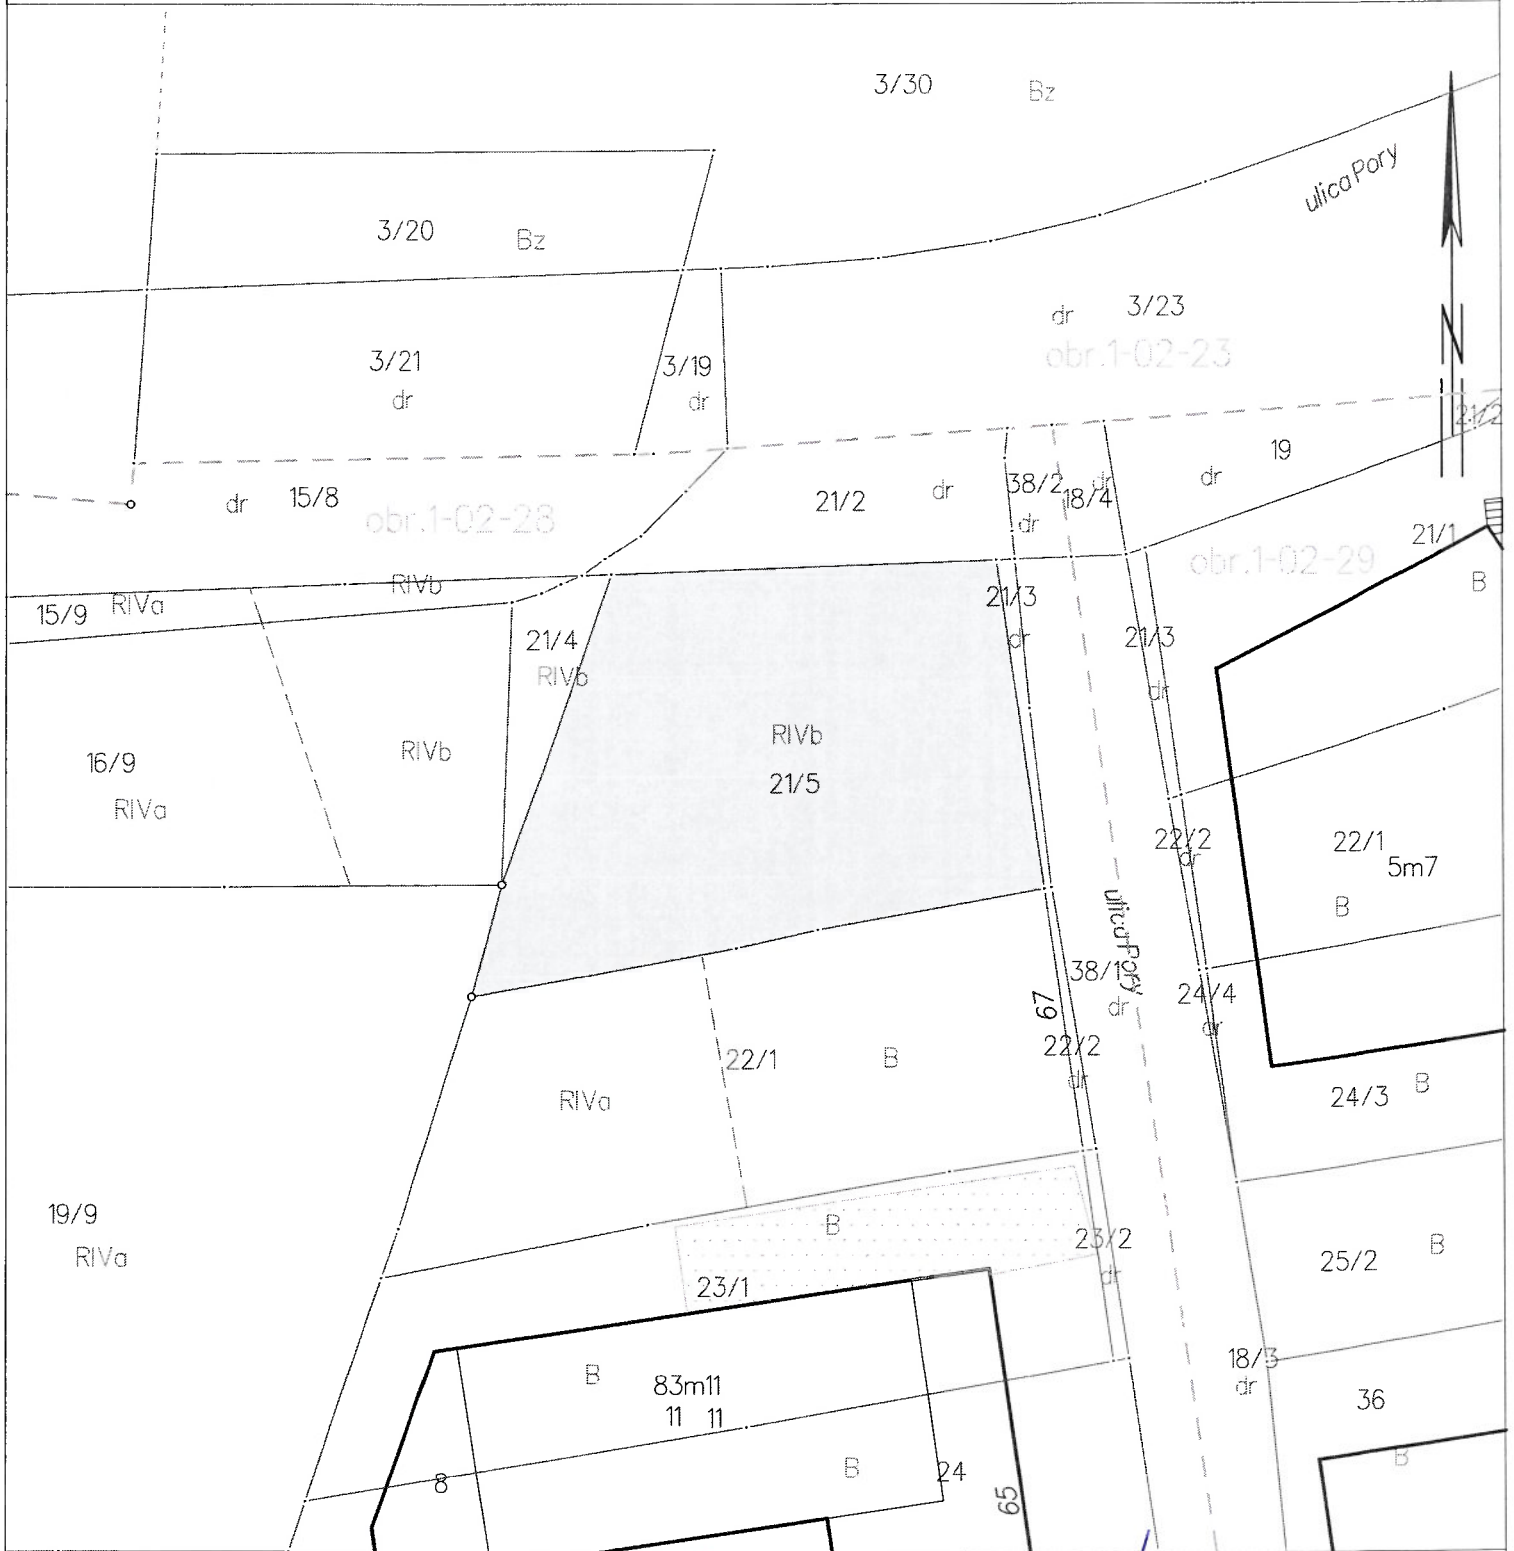 3/30 Bz
ulica Pory
3/20 Bz
N
3/21
dr
3/19
dr
dr 3/23
obr.1-02-23
21/2
dr 15/8
obr.1-02-28
21/2 dr
38/2
dr
18/4
dr
19
dr
21/1
B
obr.1-02-29
15/9 RIVa
RIVb
21/4
RIVb
21/3
dr
21/3
dr
16/9
RIVa
RIVb
RIVb
21/5
22/2
dr
22/1
5m7
B
ulica Pory
38/1
dr
67
24/4
dr
22/1 B
RIVa
22/2
dr
24/3 B
19/9
RIVa
B
23/1
23/2
dr
25/2 B
B
83m11
11 11
18/3
dr
36
B
8
B 24
65